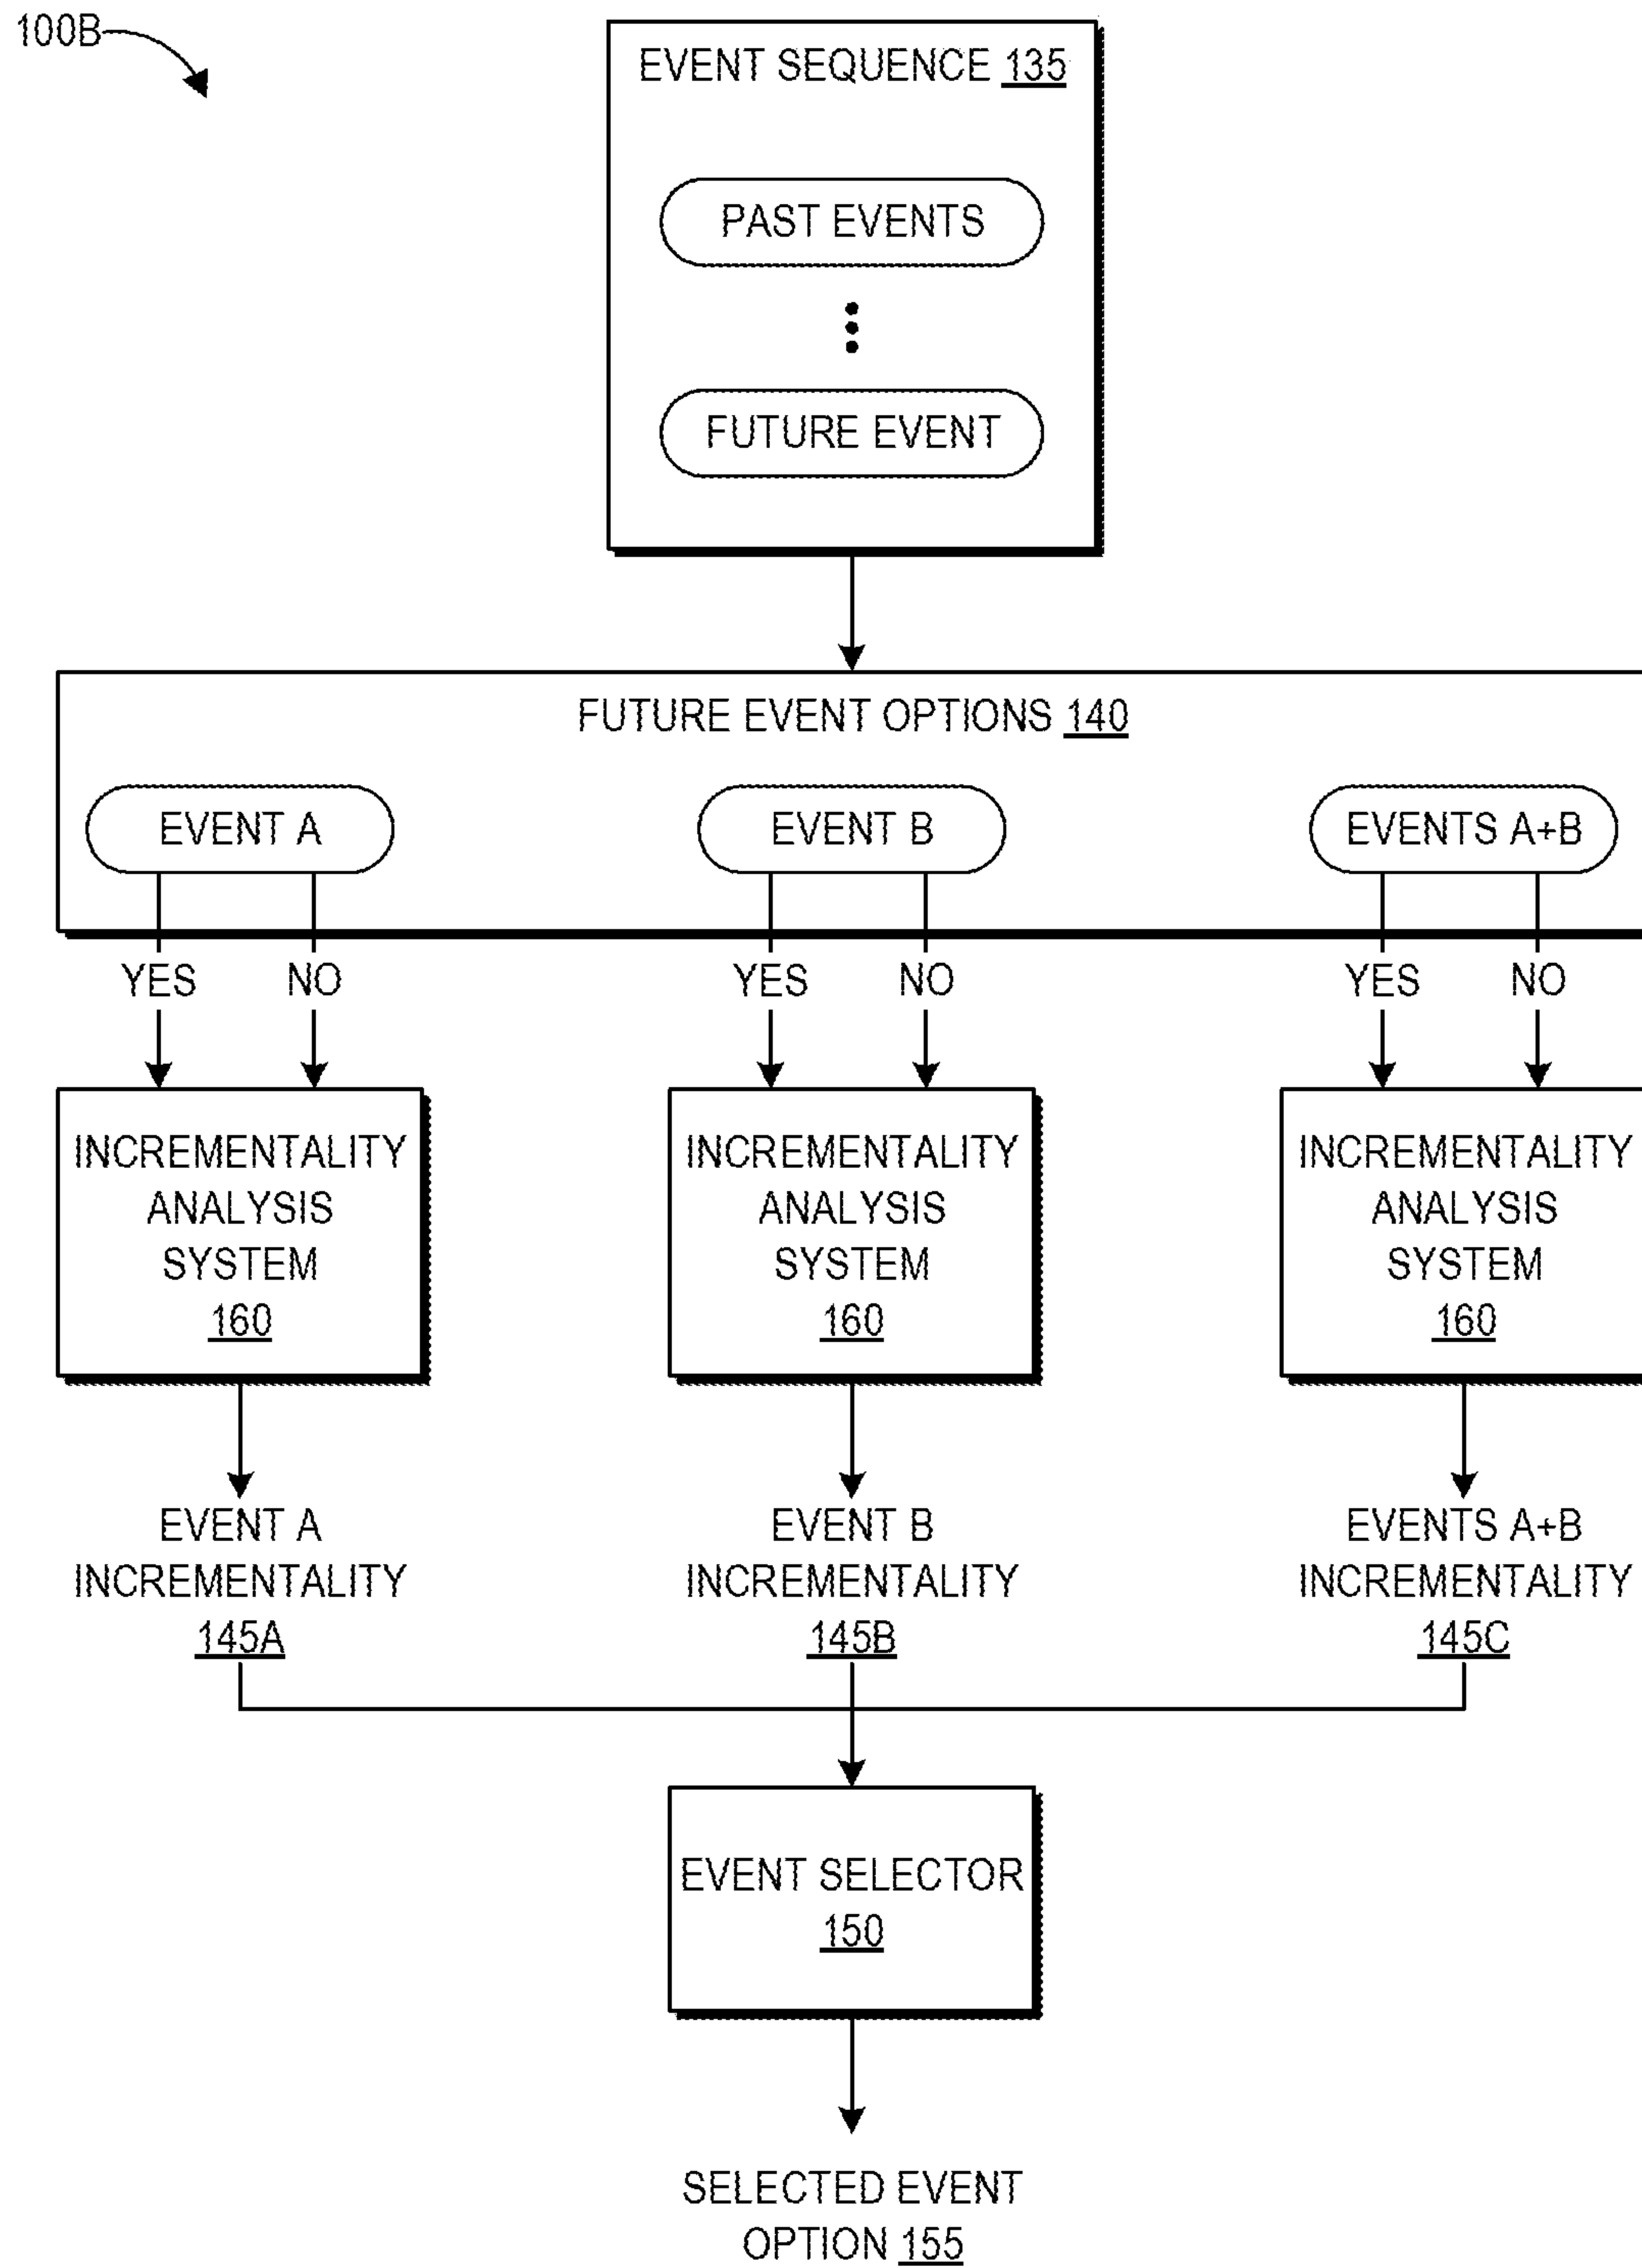 100B
EVENT SEQUENCE 135
PAST EVENTS
FUTURE EVENT
FUTURE EVENT OPTIONS 140
EVENT A
EVENT B
EVENTS A+B
YES
NO
YES
NO
YES
NO
INCREMENTALITY
ANALYSIS
SYSTEM
160
INCREMENTALITY
ANALYSIS
SYSTEM
160
INCREMENTALITY
ANALYSIS
SYSTEM
160
EVENT A
INCREMENTALITY
145A
EVENT B
INCREMENTALITY
145B
EVENTS A+B
INCREMENTALITY
145C
EVENT SELECTOR
150
SELECTED EVENT
OPTION 155